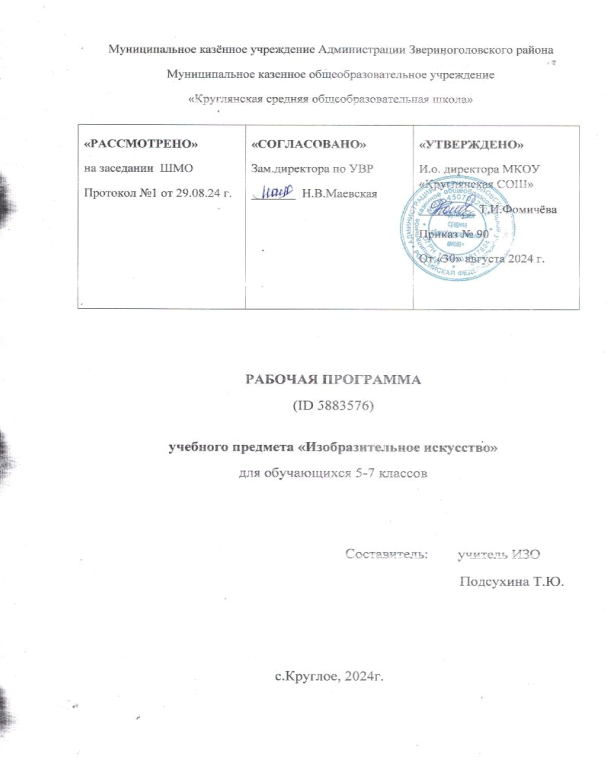 Муниципальное казённое учреждение Администрации Звериноголовского района
Муниципальное казенное общеобразовательное учреждение
«Круглянская средняя общеобразовательная школа»
«РАССМОТРЕНО»
на заседании ШМО
Протокол №1 от 29.08.24 г.
«СОГЛАСОВАНО»
Зам.директора по УВР
Н.В.Маевская
«УТВЕРЖДЕНО»
И.о. директора МКОУ
«Круглянская СОШ»
Т.И.Фомичёва
Приказ № 90
От «30» августа 2024 г.
РАБОЧАЯ ПРОГРАММА
(ID 5883576)
учебного предмета «Изобразительное искусство»
для обучающихся 5-7 классов
Составитель: учитель ИЗО
Подсухина Т.Ю.
с.Круглое, 2024г.